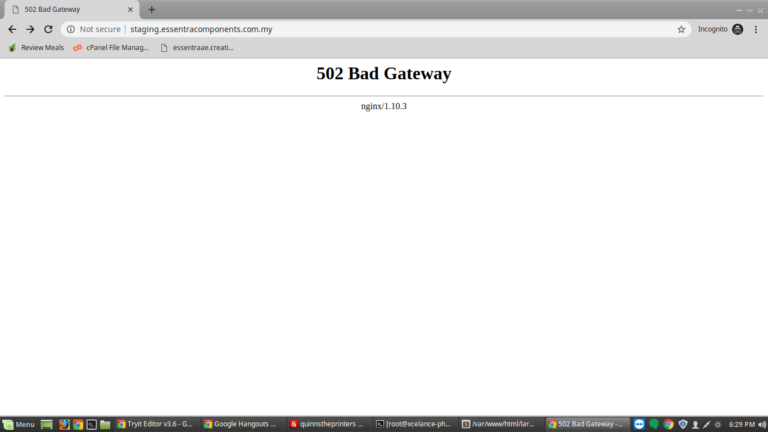 502 Bad Gateway
Not secure | staging.essentracomponents.com.my
Incognito
Review Meals
cPanel File Manag...
essentraae.creati...
502 Bad Gateway
nginx/1.10.3
Menu
Tryit Editor v3.6 - G...
Google Hangouts ...
quinnstheprinters ...
[root@xcelance-ph...
/var/www/html/lar...
502 Bad Gateway -...
6:29 PM